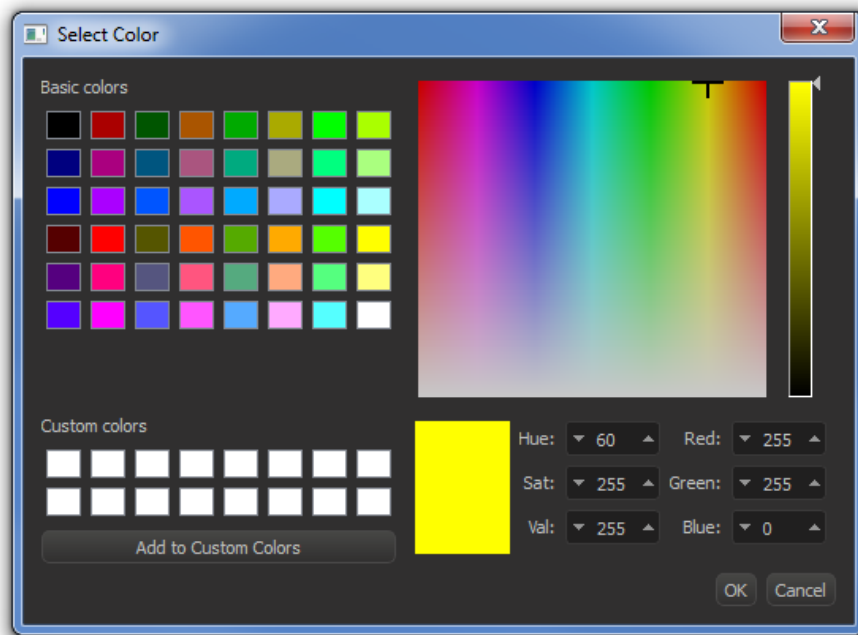 Select Color
Basic colors
Custom colors
Add to Custom Colors
Hue: 60 Red: 255
Sat: 255 Green: 255
Val: 255 Blue: 0
OK Cancel